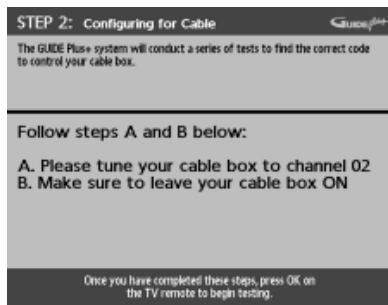 STEP 2: Configuring for Cable GUIDE Plus+
The GUIDE Plus+ system will conduct a series of tests to find the correct code
to control your cable box.
Follow steps A and B below:
A. Please tune your cable box to channel 02
B. Make sure to leave your cable box ON
Once you have completed these steps, press OK on
the TV remote to begin testing.